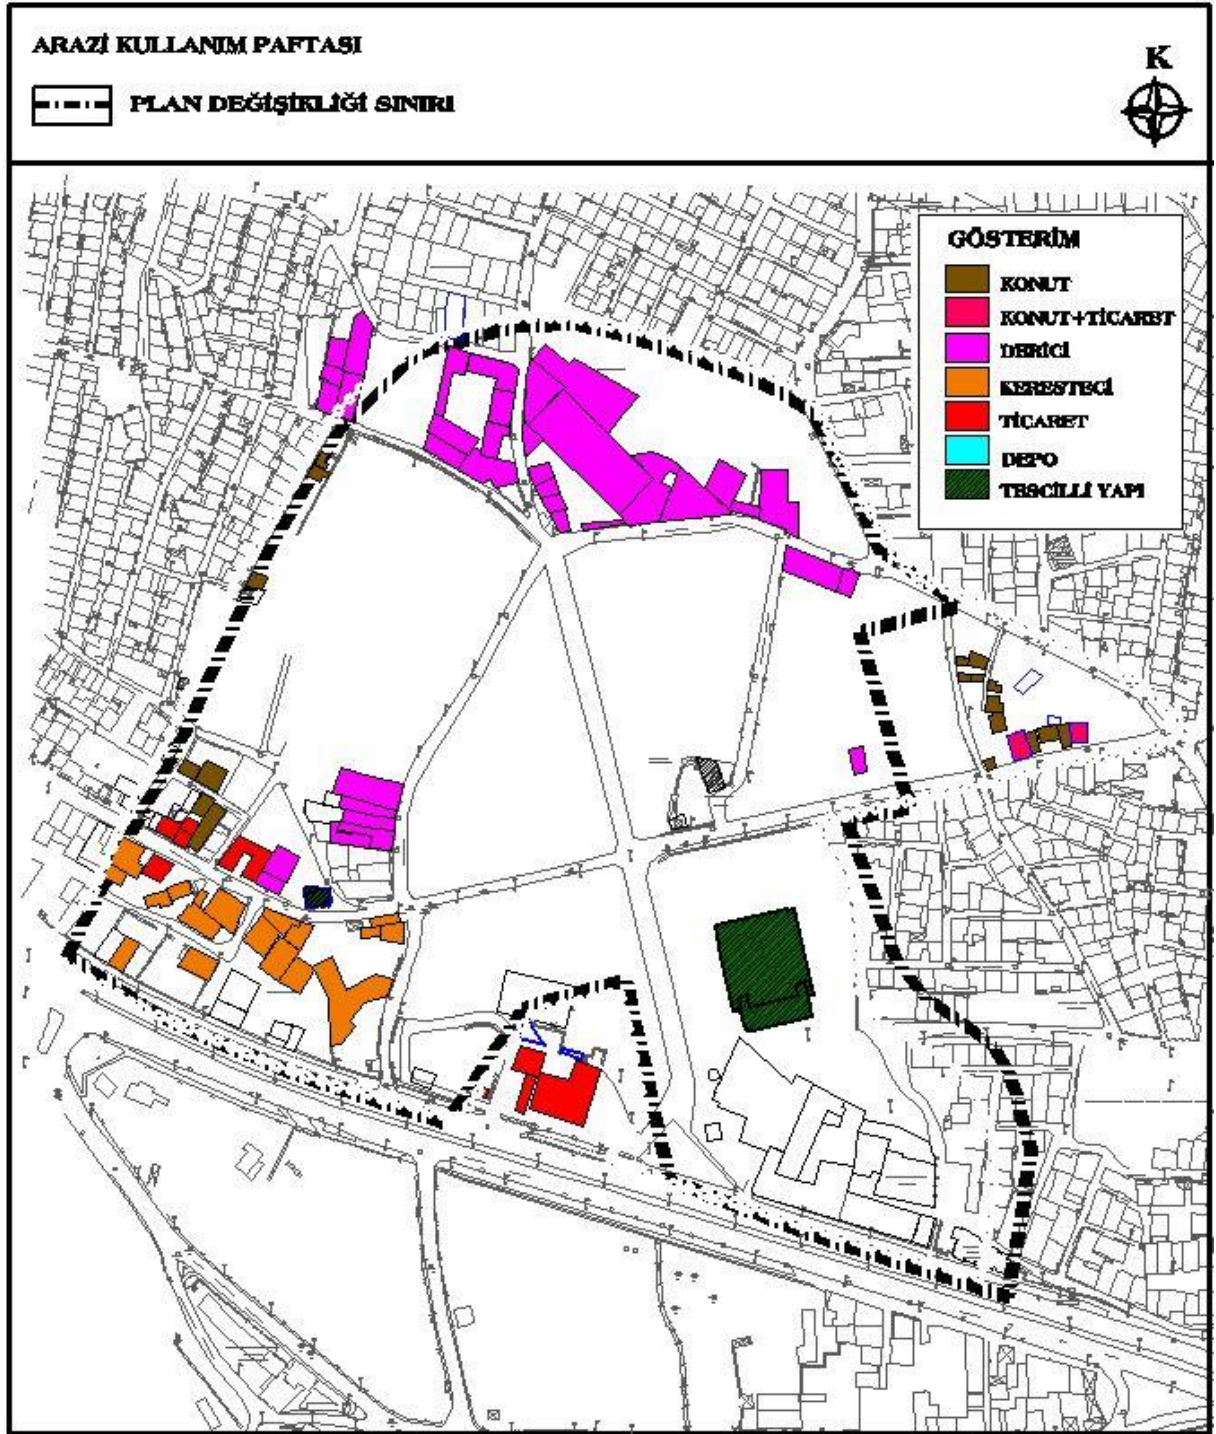 ARAZİ KULLANIM PAFTASI
K
PLAN DEĞİŞİKLİĞİ SINIRI
GÖSTERİM
KONUT
KONUT+TİCARET
DERİCİ
KERESTECİ
TİCARET
DEPO
TESCİLLİ YAPI